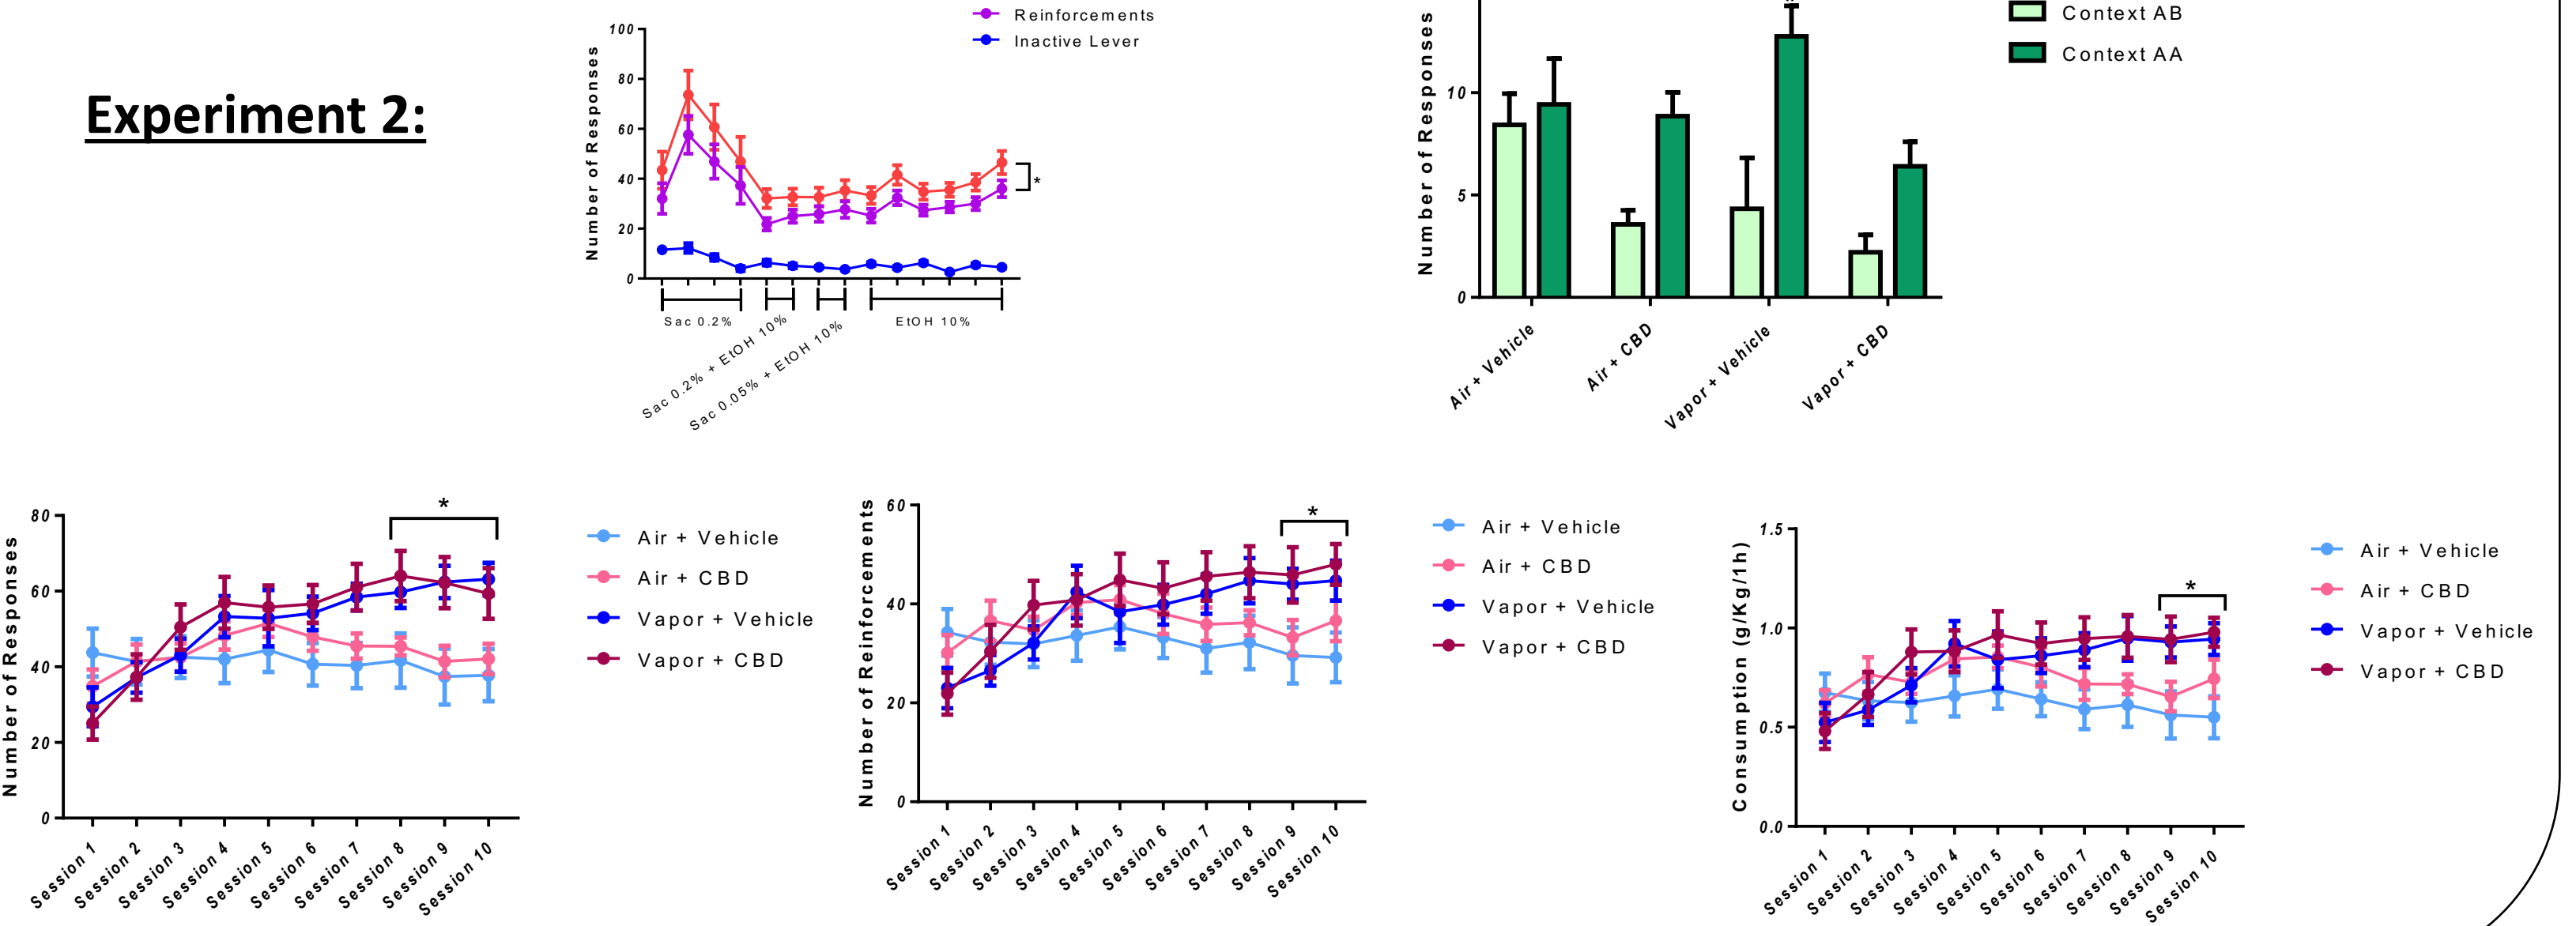 Experiment 2:
Reinforcements
Inactive Lever
Number of Responses
100
80
60
40
20
0
*
Sac 0.2%
Sac 0.2% + EtOH 10%
Sac 0.05% + EtOH 10%
EtOH 10%
Context AB
Context AA
Number of Responses
10
5
0
Air + Vehicle
Air + CBD
Vapor + Vehicle
Vapor + CBD
Number of Responses
80
60
40
20
0
*
Session 1
Session 2
Session 3
Session 4
Session 5
Session 6
Session 7
Session 8
Session 9
Session 10
Air + Vehicle
Air + CBD
Vapor + Vehicle
Vapor + CBD
Number of Reinforcements
60
40
20
0
*
Session 1
Session 2
Session 3
Session 4
Session 5
Session 6
Session 7
Session 8
Session 9
Session 10
Air + Vehicle
Air + CBD
Vapor + Vehicle
Vapor + CBD
Consumption (g/Kg/1h)
1.5
1.0
0.5
0.0
*
Session 1
Session 2
Session 3
Session 4
Session 5
Session 6
Session 7
Session 8
Session 9
Session 10
Air + Vehicle
Air + CBD
Vapor + Vehicle
Vapor + CBD